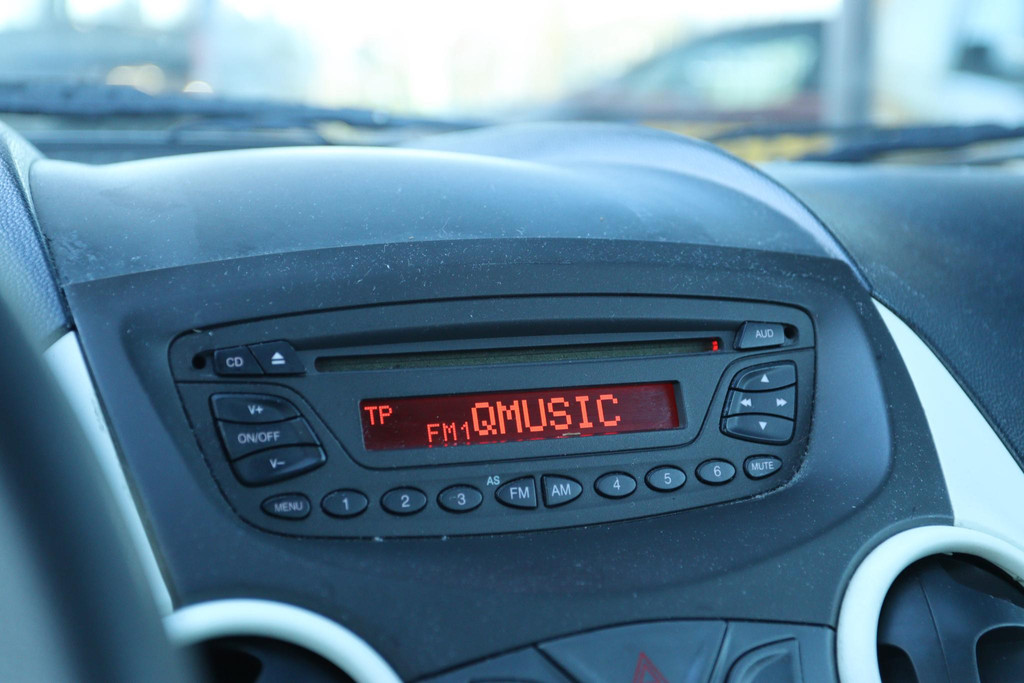 CD
AUD
V+
ON/OFF
V–
TP FM1 QMUSIC
MENU 1 2 3 AS FM AM 4 5 6 MUTE